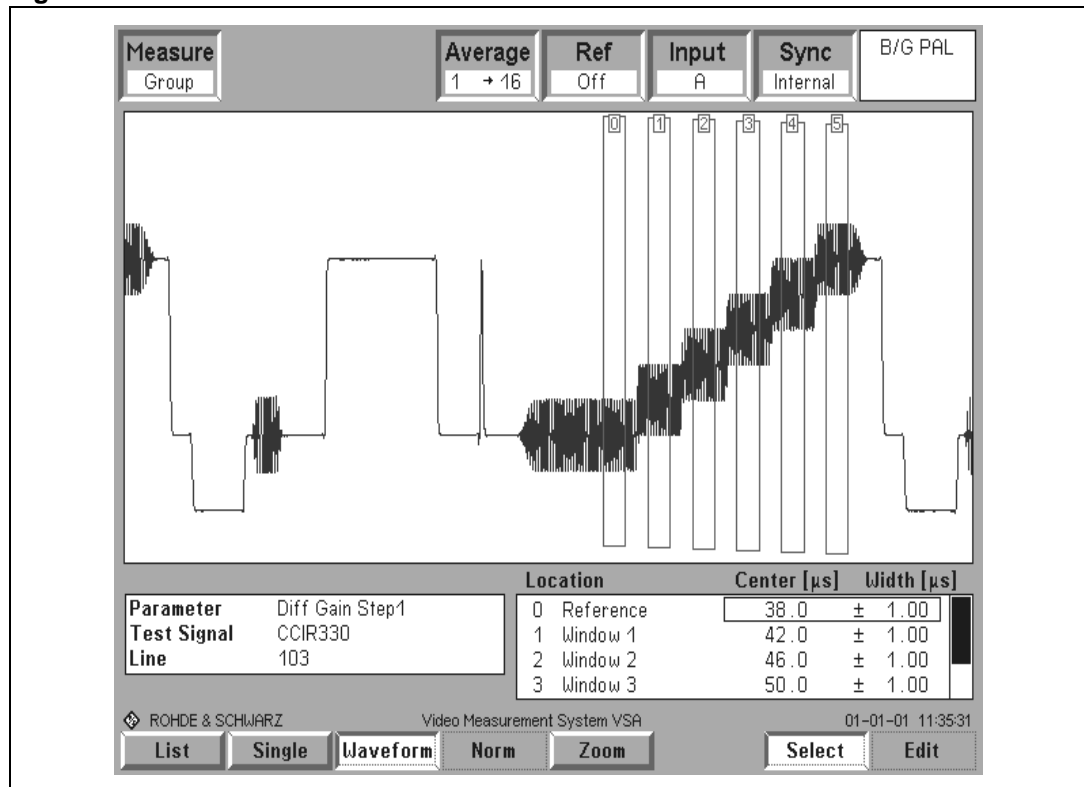 Measure Average Ref Input Sync B/G PAL
Group 1 → 16 Off A Internal
0 1 2 3 4 5
Location Center [µs] Width [µs]
Parameter Diff Gain Step1
Test Signal CCIR330
Line 103
0 Reference 38.0 ± 1.00
1 Window 1 42.0 ± 1.00
2 Window 2 46.0 ± 1.00
3 Window 3 50.0 ± 1.00
ROHDE & SCHWARZ Video Measurement System VSA 01-01-01 11:35:31
List Single Waveform Norm Zoom Select Edit